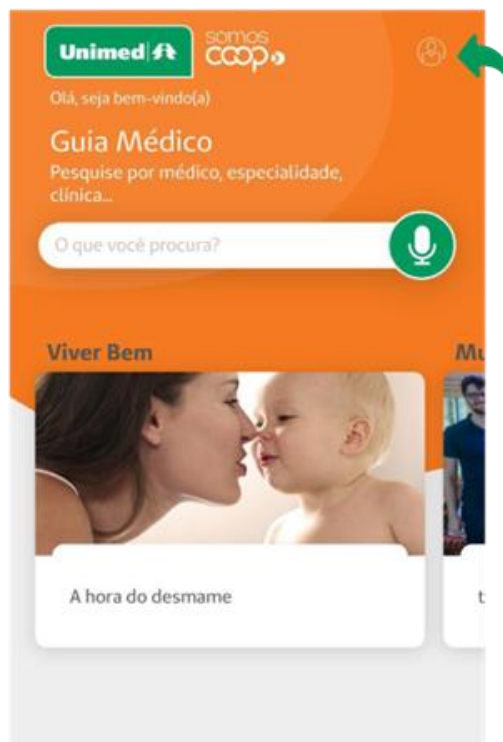 Unimed
somos
coop
Olá, seja bem-vindo(a)
Guia Médico
Pesquise por médico, especialidade,
clínica...
O que você procura?
Viver Bem
Mu
A hora do desmame
t